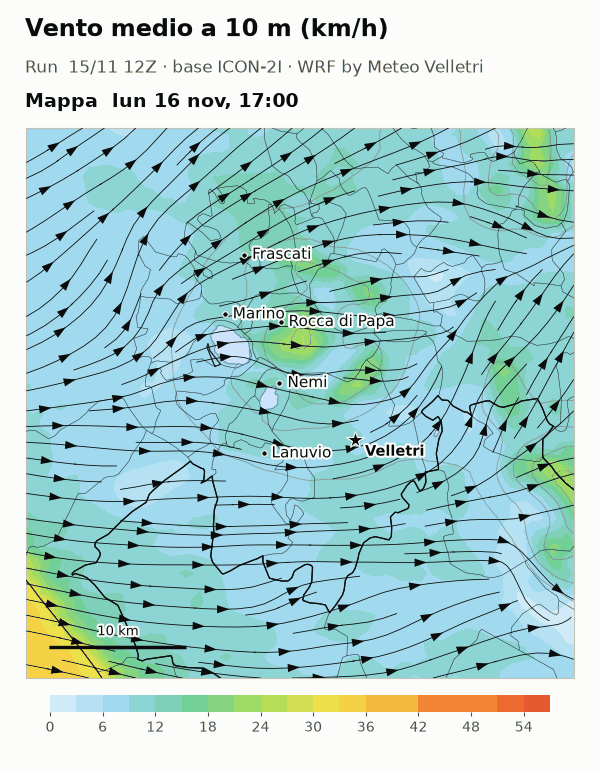 Vento medio a 10 m (km/h)
Run 15/11 12Z · base ICON-2I · WRF by Meteo Velletri
Mappa lun 16 nov, 17:00
Frascati
Marino
Rocca di Papa
Nemi
Velletri
Lanuvio
10 km
0 6 12 18 24 30 36 42 48 54